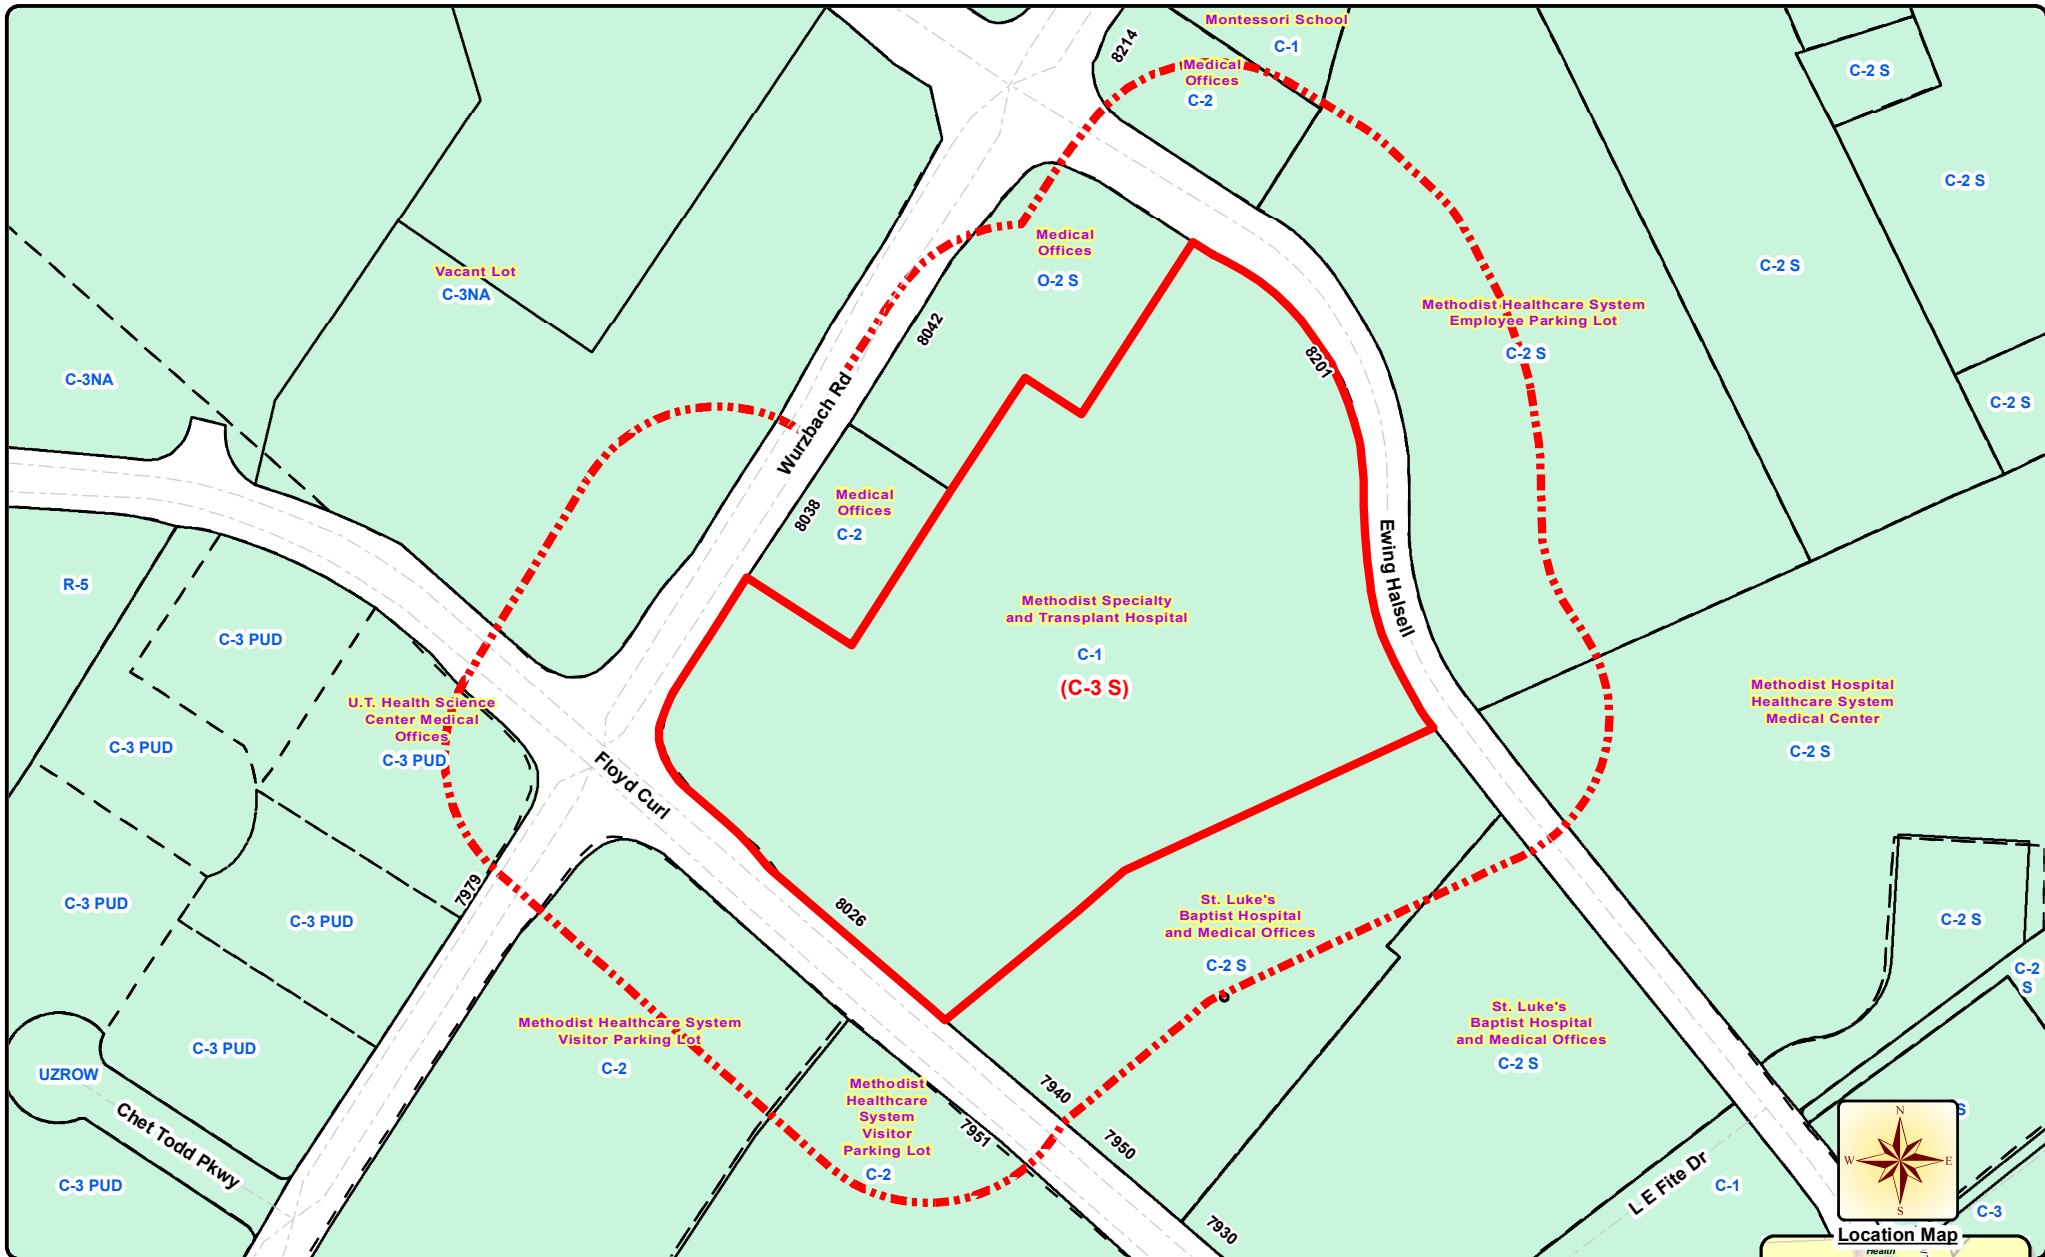 Montessori School
C-1
8214
Medical
Offices
C-2
C-2 S
C-2 S
Medical
Offices
O-2 S
C-2 S
Vacant Lot
C-3NA
Methodist Healthcare System
Employee Parking Lot
C-2 S
8042
8201
C-3NA
C-2 S
Wurzbach Rd
Medical
Offices
C-2
8038
Ewing Halsell
R-5
C-3 PUD
Methodist Specialty
and Transplant Hospital
C-1
(C-3 S)
U.T. Health Science
Center Medical
Offices
C-3 PUD
C-3 PUD
Methodist Hospital
Healthcare System
Medical Center
C-2 S
Floyd Curl
7979
C-3 PUD
C-3 PUD
8026
St. Luke's
Baptist Hospital
and Medical Offices
C-2 S
C-2 S
C-2
S
Methodist Healthcare System
Visitor Parking Lot
C-2
C-3 PUD
UZROW
St. Luke's
Baptist Hospital
and Medical Offices
C-2 S
Methodist
Healthcare
System
Visitor
Parking Lot
C-2
7940
7951
7950
7930
Chet Todd Pkwy
C-3 PUD
L E Fite Dr
C-1
S
N
W
E
S
C-3
Location Map
Health